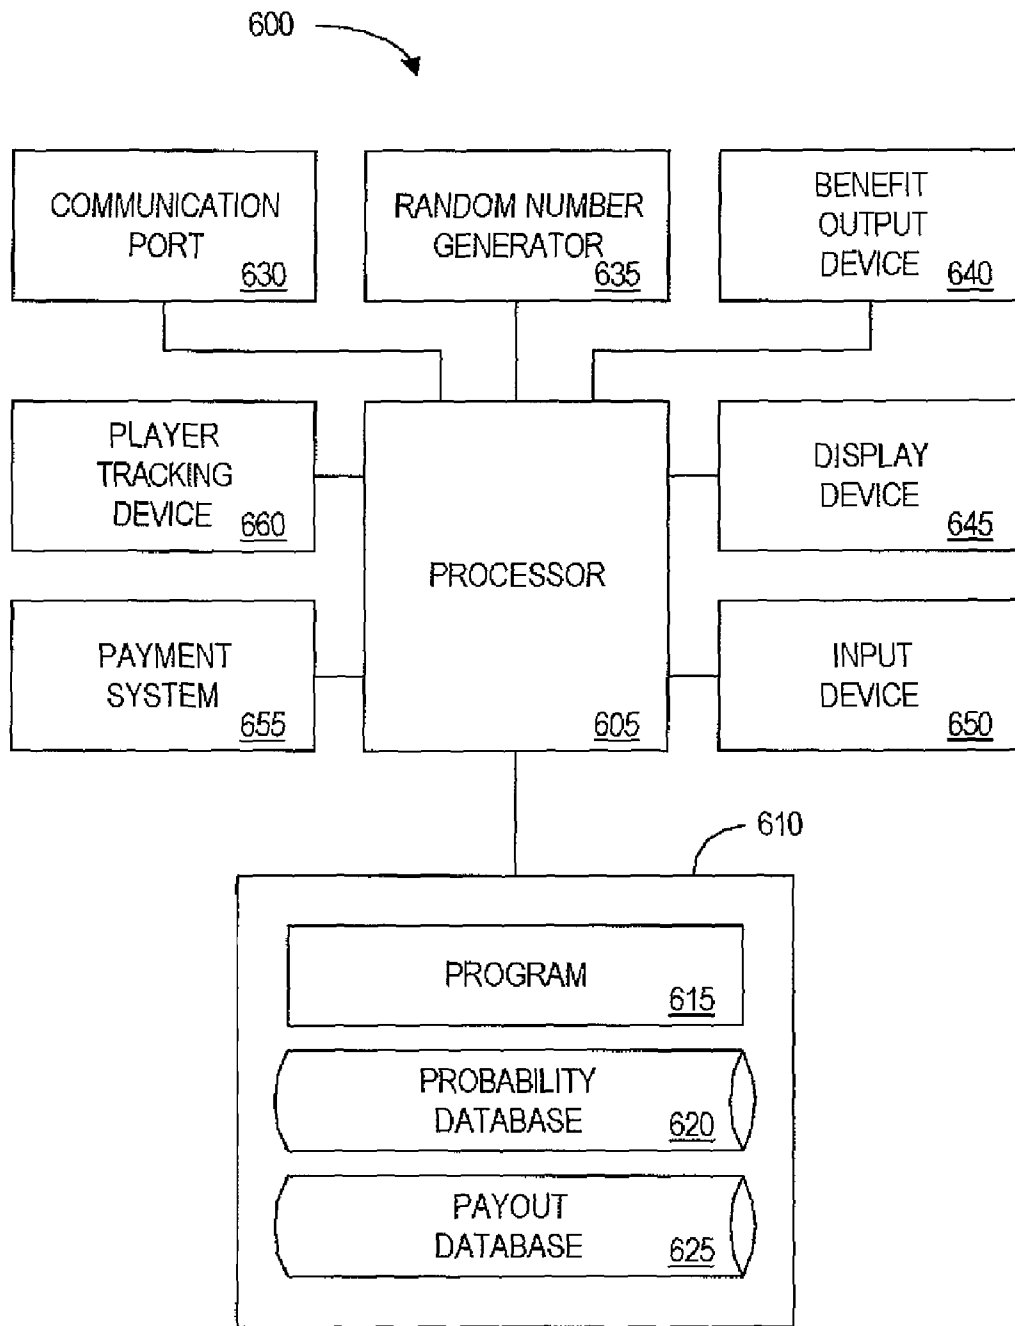 600
COMMUNICATION
PORT
630
RANDOM NUMBER
GENERATOR
635
BENEFIT
OUTPUT
DEVICE
640
PLAYER
TRACKING
DEVICE
660
PROCESSOR
605
DISPLAY
DEVICE
645
PAYMENT
SYSTEM
655
INPUT
DEVICE
650
610
PROGRAM
615
PROBABILITY
DATABASE
620
PAYOUT
DATABASE
625